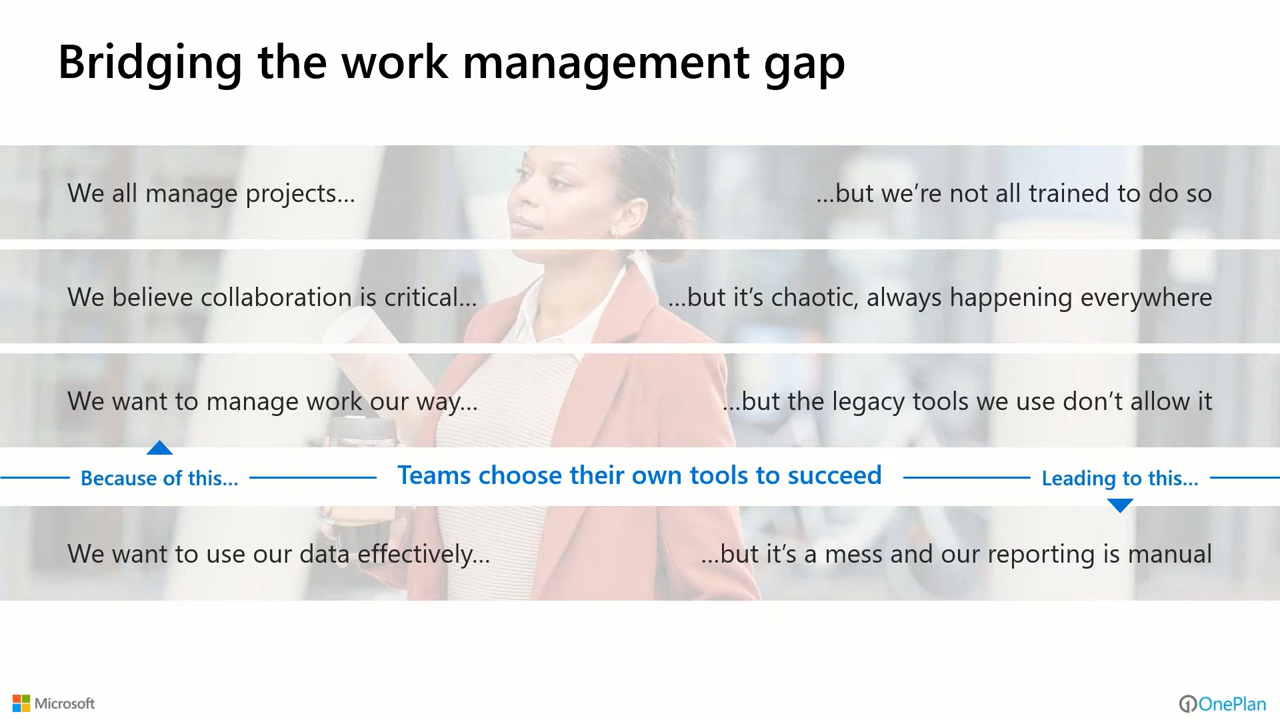 Bridging the work management gap
We all manage projects... ...but we're not all trained to do so
We believe collaboration is critical... ...but it's chaotic, always happening everywhere
We want to manage work our way... ...but the legacy tools we use don't allow it
Because of this... Teams choose their own tools to succeed Leading to this...
We want to use our data effectively... ...but it's a mess and our reporting is manual
Microsoft OnePlan